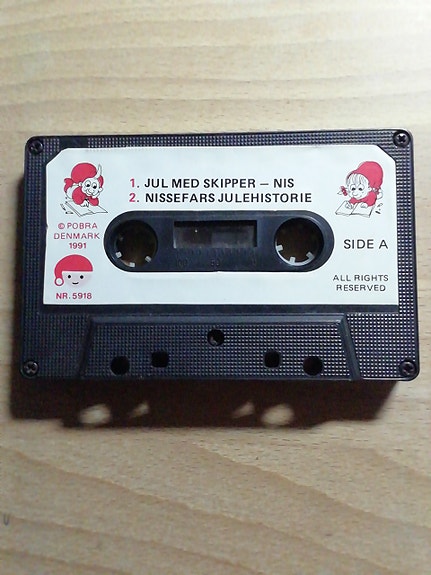 1. JUL MED SKIPPER – NIS
2. NISSEFARS JULEHISTORIE
© POBRA
DENMARK
1991
NR. 5918
SIDE A
ALL RIGHTS
RESERVED